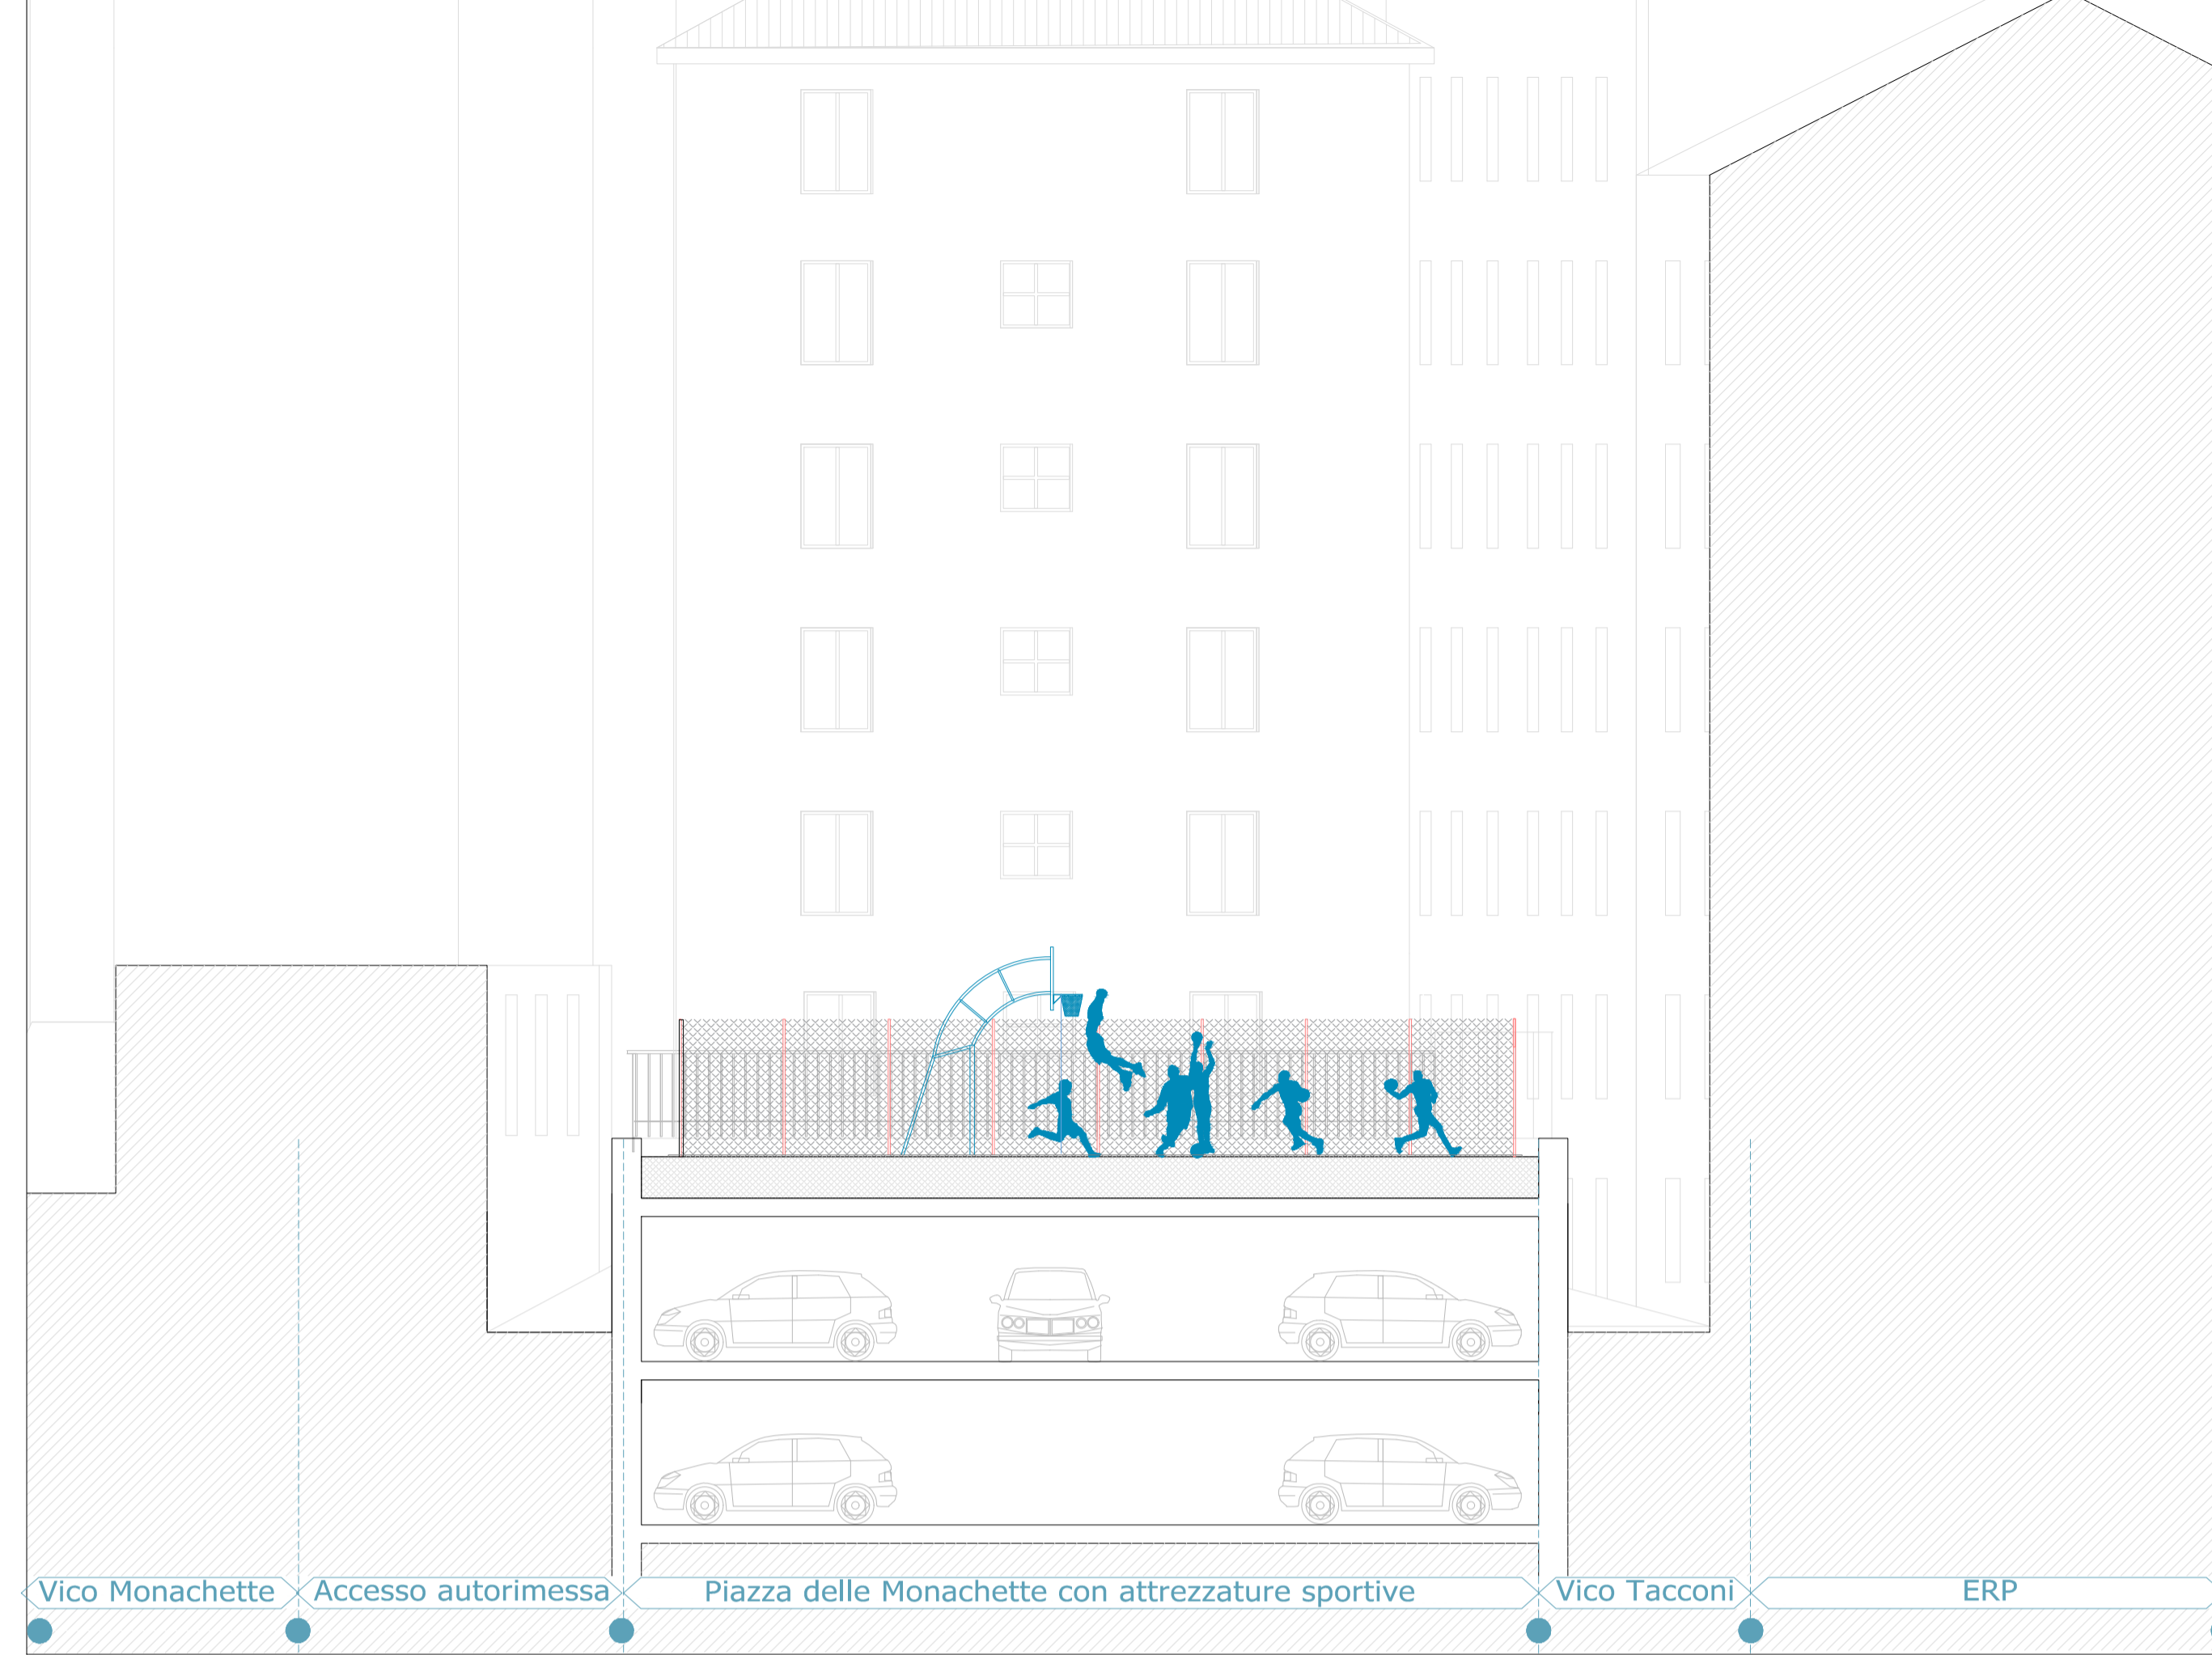 Vico Monachette
Accesso autorimessa
Piazza delle Monachette con attrezzature sportive
Vico Tacconi
ERP